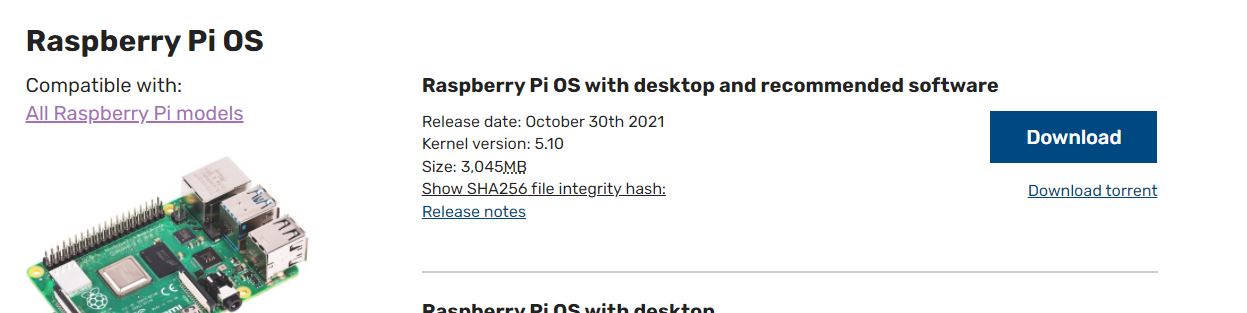 Raspberry Pi OS
Compatible with:
All Raspberry Pi models
Raspberry Pi OS with desktop and recommended software
Release date: October 30th 2021
Kernel version: 5.10
Size: 3,045MB
Show SHA256 file integrity hash:
Release notes
Download
Download torrent
Raspberry Pi OS with desktop